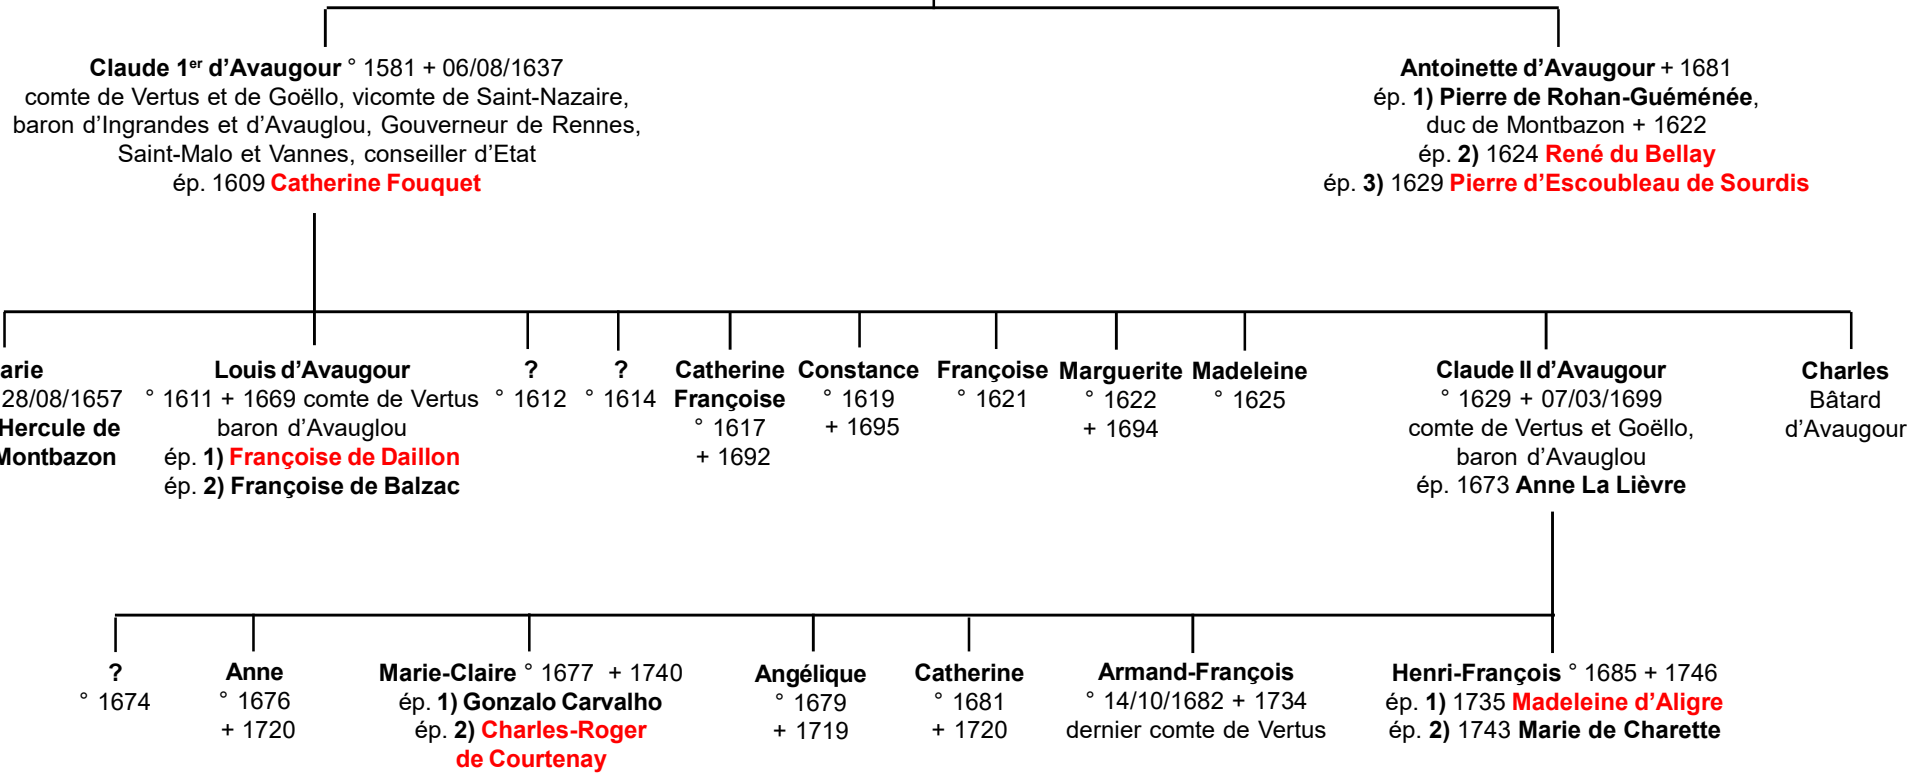 Claude 1er d’Avaugour ° 1581 + 06/08/1637
comte de Vertus et de Goëllo, vicomte de Saint-Nazaire,
baron d’Ingrandes et d’Avauglou, Gouverneur de Rennes,
Saint-Malo et Vannes, conseiller d’Etat
ép. 1609 Catherine Fouquet
Antoinette d’Avaugour + 1681
ép. 1) Pierre de Rohan-Guéménée,
duc de Montbazon + 1622
ép. 2) 1624 René du Bellay
ép. 3) 1629 Pierre d’Escoubleau de Sourdis
arie
28/08/1657
Hercule de
Montbazon
Louis d’Avaugour
° 1611 + 1669 comte de Vertus
baron d’Avauglou
ép. 1) Françoise de Daillon
ép. 2) Françoise de Balzac
?
° 1612
?
° 1614
Catherine
Françoise
° 1617
+ 1692
Constance
° 1619
+ 1695
Françoise
° 1621
Marguerite
° 1622
+ 1694
Madeleine
° 1625
Claude II d’Avaugour
° 1629 + 07/03/1699
comte de Vertus et Goëllo,
baron d’Avauglou
ép. 1673 Anne La Lièvre
Charles
Bâtard
d’Avaugour
?
° 1674
Anne
° 1676
+ 1720
Marie-Claire ° 1677 + 1740
ép. 1) Gonzalo Carvalho
ép. 2) Charles-Roger
de Courtenay
Angélique
° 1679
+ 1719
Catherine
° 1681
+ 1720
Armand-François
° 14/10/1682 + 1734
dernier comte de Vertus
Henri-François ° 1685 + 1746
ép. 1) 1735 Madeleine d’Aligre
ép. 2) 1743 Marie de Charette